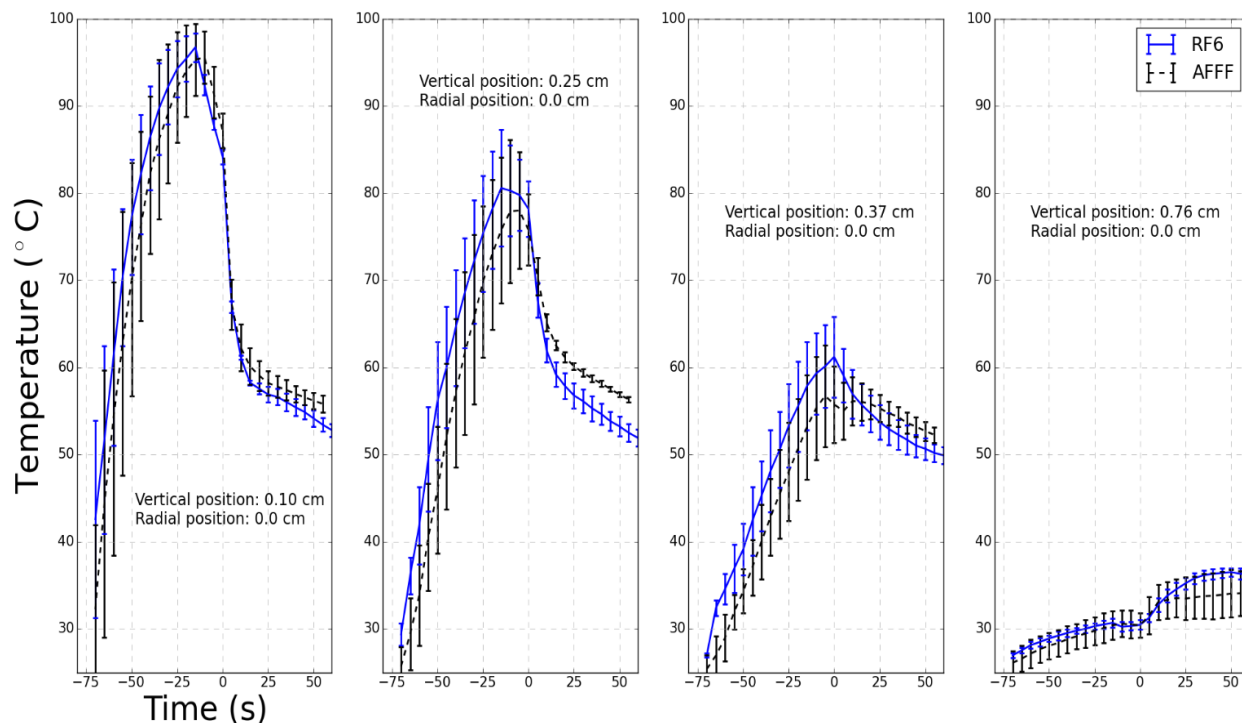 100
90
80
70
60
50
40
30
−75 −50 −25 0 25 50
Vertical position: 0.10 cm
Radial position: 0.0 cm
100
90
80
70
60
50
40
30
−75 −50 −25 0 25 50
Vertical position: 0.25 cm
Radial position: 0.0 cm
100
90
80
70
60
50
40
30
−75 −50 −25 0 25 50
Vertical position: 0.37 cm
Radial position: 0.0 cm
100
90
80
70
60
50
40
30
−75 −50 −25 0 25 50
Vertical position: 0.76 cm
Radial position: 0.0 cm
RF6
AFFF
Temperature (°C)
Time (s)